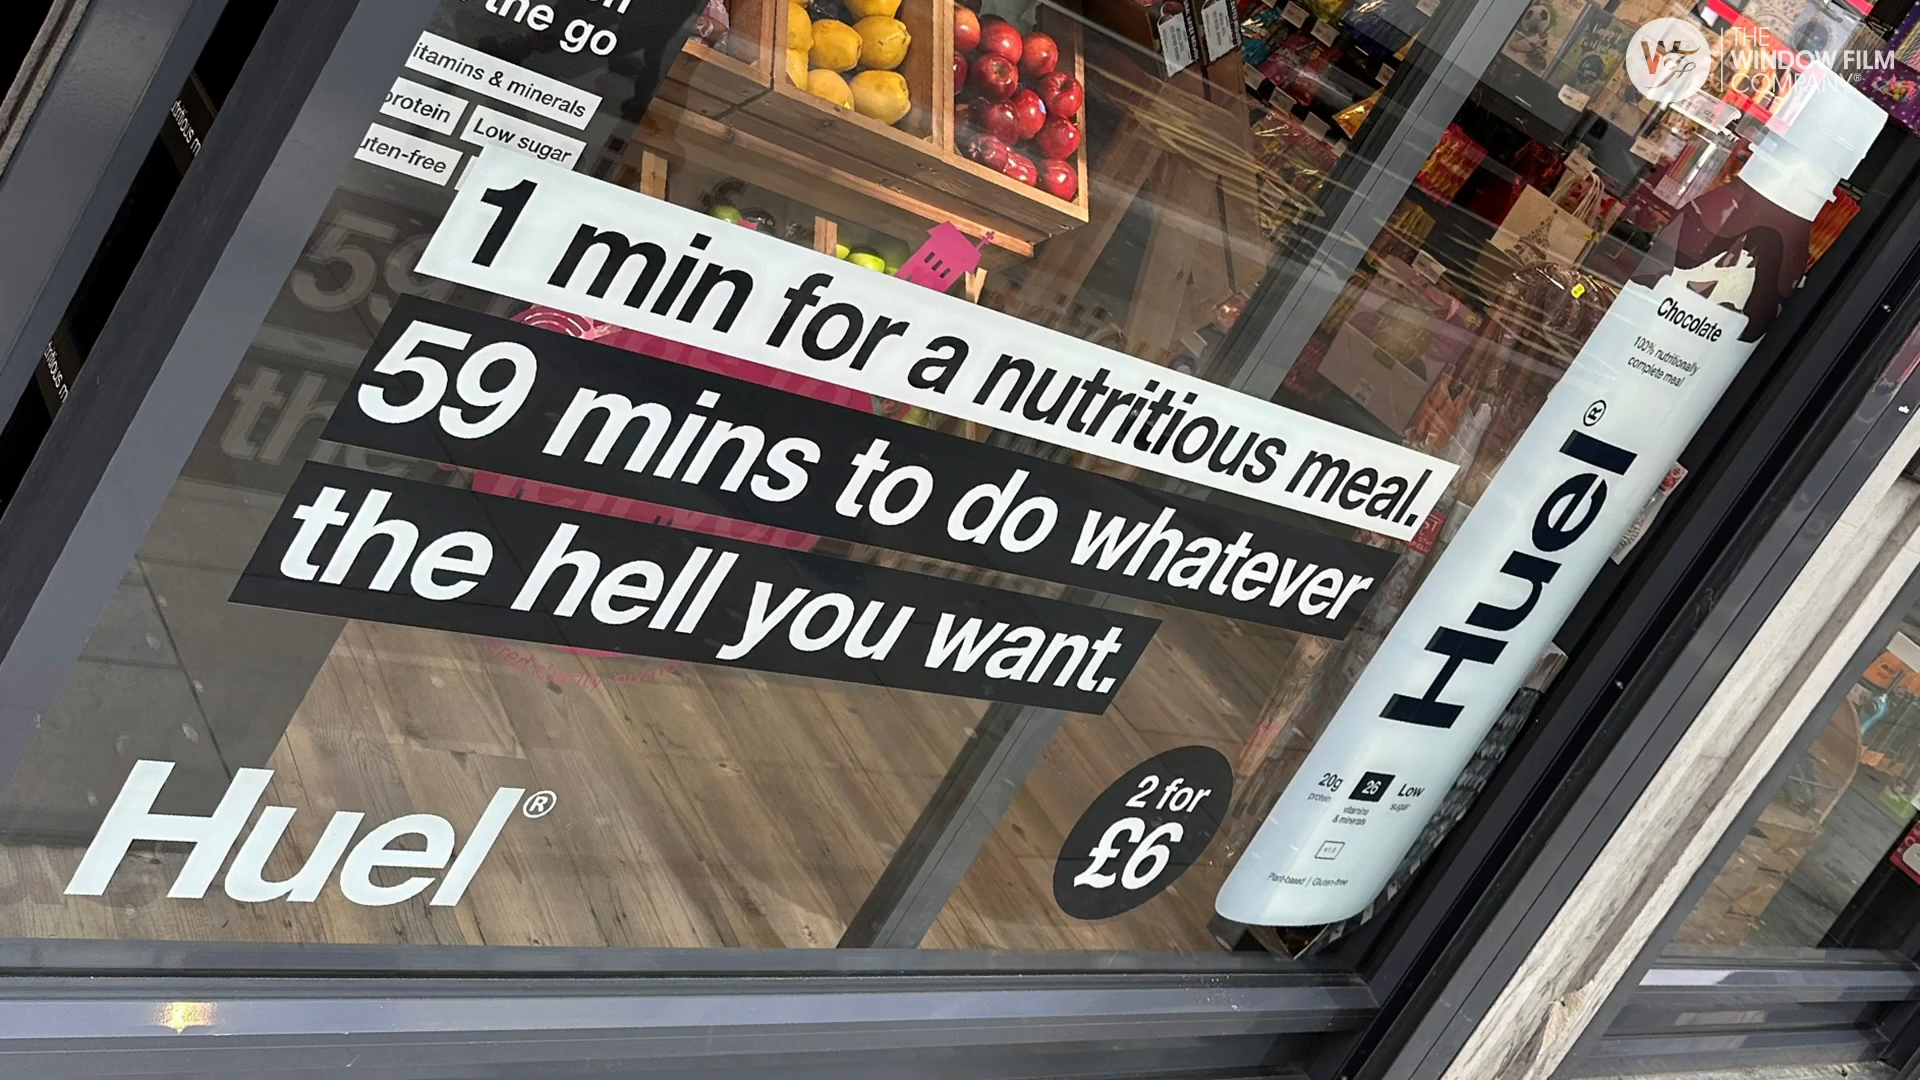 the go
itamins & minerals
protein
Low sugar
uten-free
1 min for a nutritious meal.
59 mins to do whatever
the hell you want.
Huel®
2 for
£6
Chocolate
100% nutritionally
complete meal
Huel®
20g
protein
26
vitamins
& minerals
Low
sugar
Plant-based / Gluten-free
THE
WINDOW FILM
COMPANY®